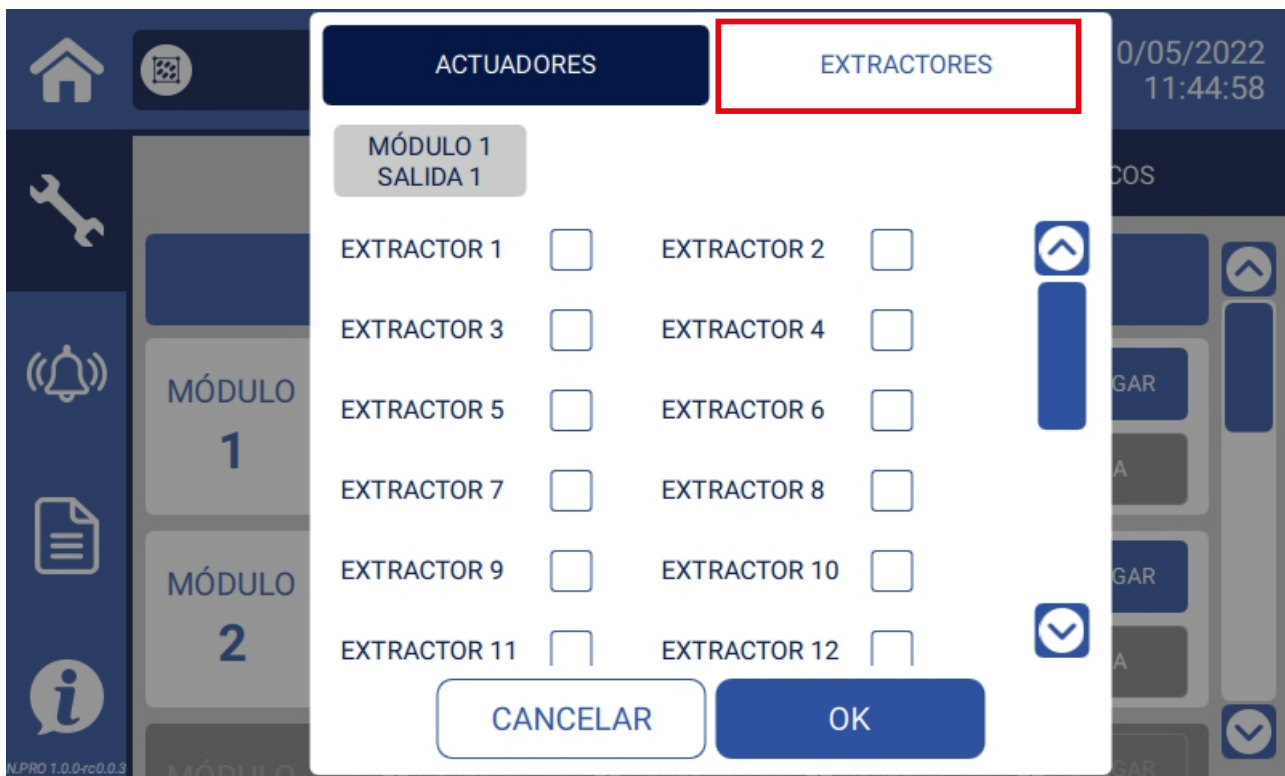 ACTUADORES
EXTRACTORES
0/05/2022
11:44:58
MÓDULO 1
SALIDA 1
COS
EXTRACTOR 1
EXTRACTOR 2
EXTRACTOR 3
EXTRACTOR 4
MÓDULO
1
GAR
EXTRACTOR 5
EXTRACTOR 6
A
EXTRACTOR 7
EXTRACTOR 8
EXTRACTOR 9
EXTRACTOR 10
MÓDULO
2
GAR
EXTRACTOR 11
EXTRACTOR 12
A
CANCELAR
OK
N.PRO 1.0.0-rc0.0.3
MÓDULO
GAR